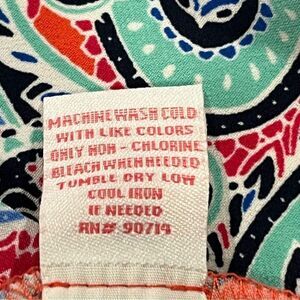 MACHINE WASH COLD
WITH LIKE COLORS
ONLY NON - CHLORINE
BLEACH WHEN NEEDED
TUMBLE DRY LOW
COOL IRON
IF NEEDED
RN# 90714